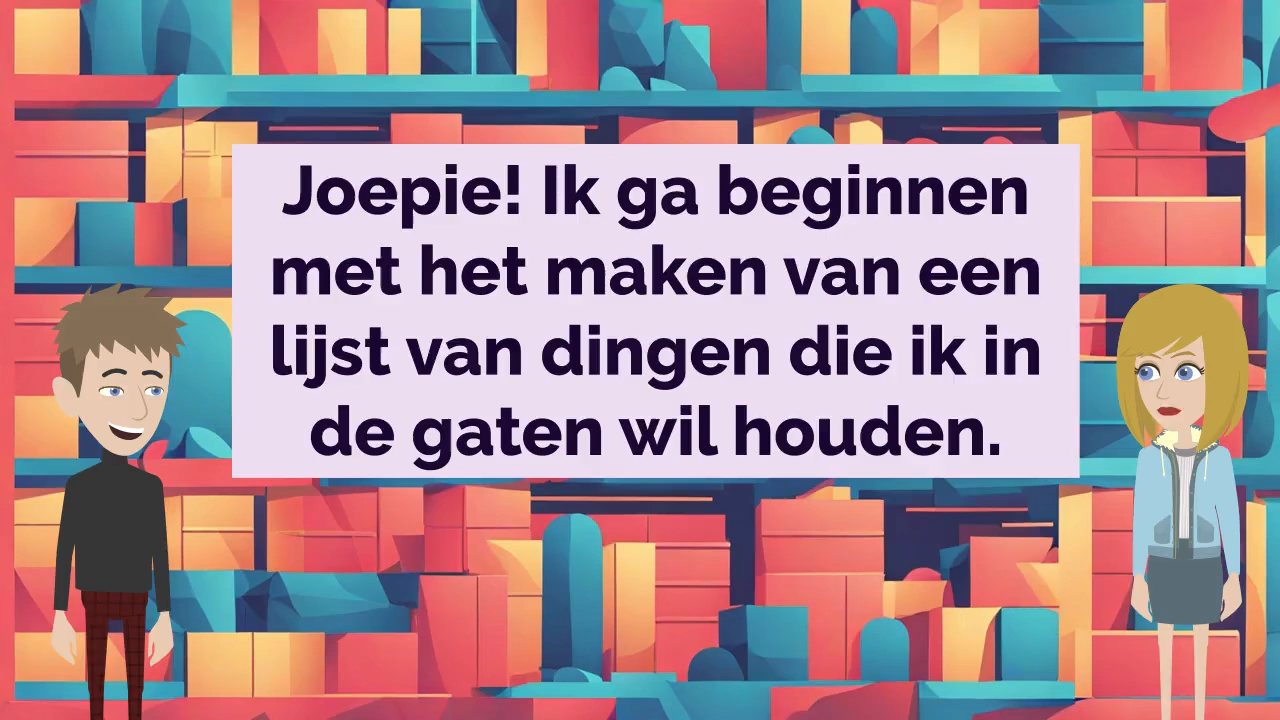 Joepie! Ik ga beginnen
met het maken van een
lijst van dingen die ik in
de gaten wil houden.